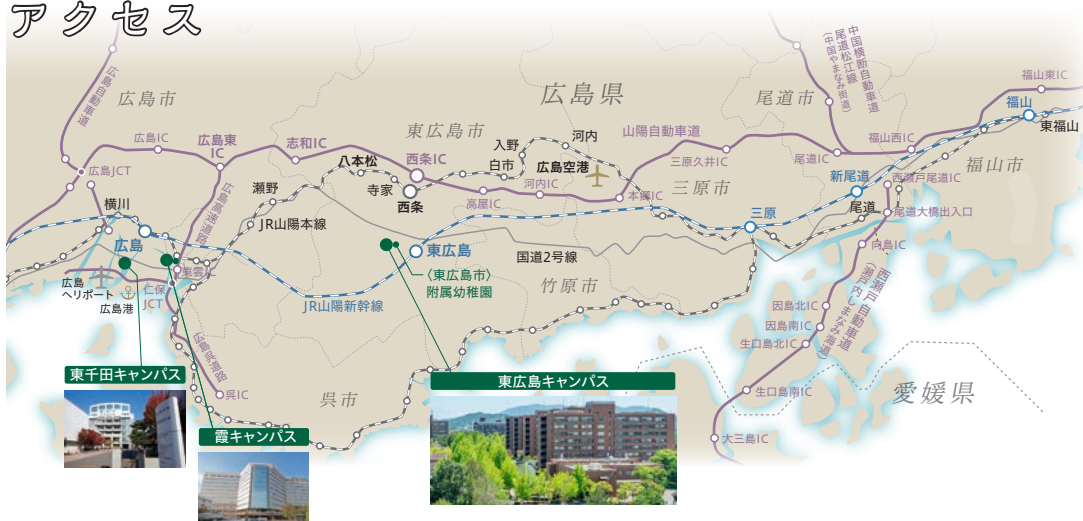 アクセス
広島市
広島自動車道
広島IC
広島JCT
広島東
IC
志和IC
東広島市
八本松
西条IC
入野
白市
河内
広島空港
広島県
山陽自動車道
尾道市
中国横断自動車道
尾道松江線
(中国やまなみ街道)
福山東IC
福山
東福山
福山西IC
福山市
三原久井IC
尾道IC
瀬野
寺家
西条
高屋IC
河内IC
本郷IC
三原市
新尾道
西瀬戸尾道IC
尾道
尾道大橋出入口
横川
広島
広島高速道路
JR山陽本線
東広島
国道2号線
三原
向島IC
東雲IC
仁保
JCT
広島
ヘリポート
広島港
〈東広島市〉
附属幼稚園
竹原市
JR山陽新幹線
西瀬戸自動車道
(瀬戸内しまなみ海道)
因島北IC
因島南IC
生口島北IC
生口島南IC
大三島IC
広島呉道路
呉IC
呉市
愛媛県
東千田キャンパス
霞キャンパス
東広島キャンパス